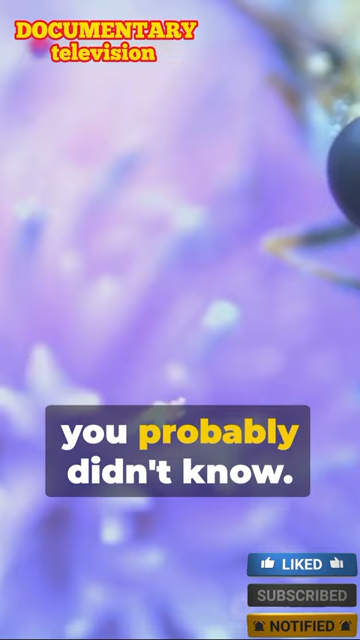 DOCUMENTARY
television
you probably
didn't know.
LIKED
SUBSCRIBED
NOTIFIED